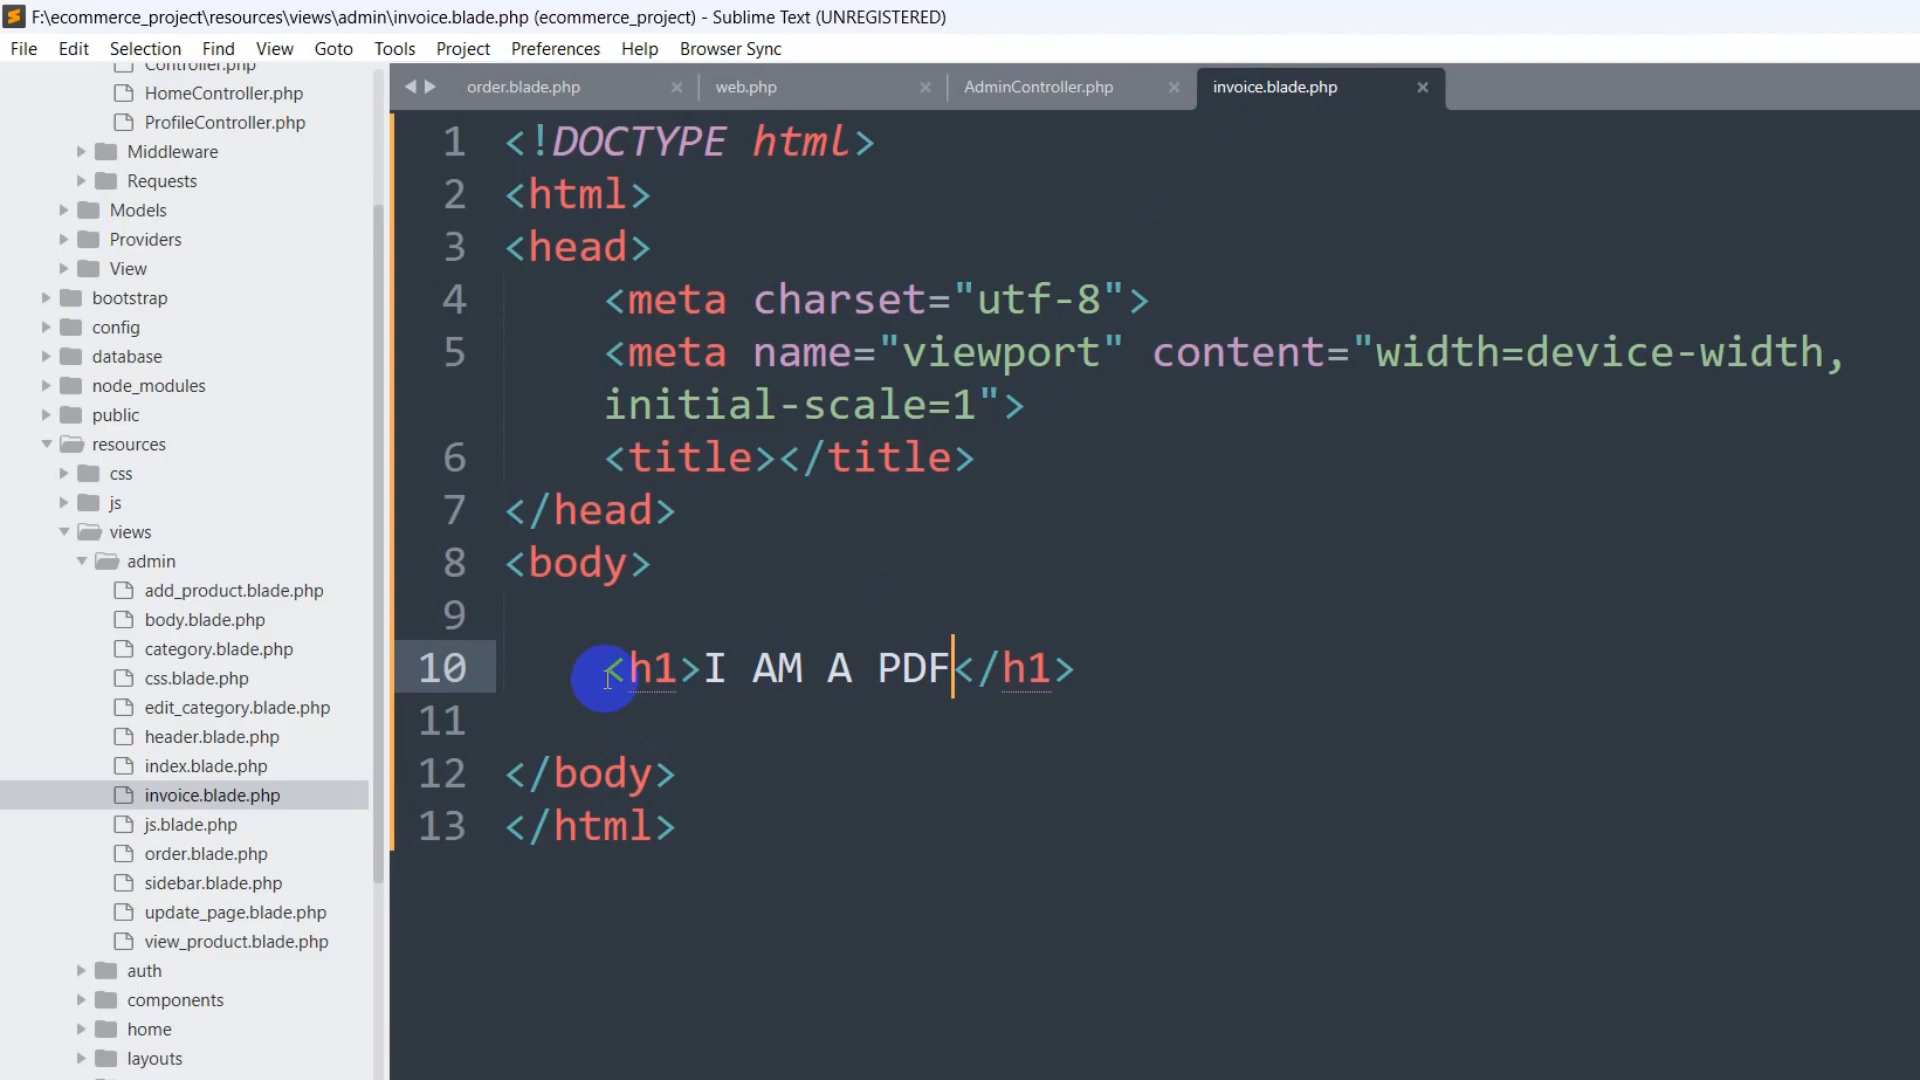 F:\ecommerce_project\resources\views\admin\invoice.blade.php (ecommerce_project) - Sublime Text (UNREGISTERED)
File Edit Selection Find View Goto Tools Project Preferences Help Browser Sync
Controller.php
HomeController.php
ProfileController.php
Middleware
Requests
Models
Providers
View
bootstrap
config
database
node_modules
public
resources
css
js
views
admin
add_product.blade.php
body.blade.php
category.blade.php
css.blade.php
edit_category.blade.php
header.blade.php
index.blade.php
invoice.blade.php
js.blade.php
order.blade.php
sidebar.blade.php
update_page.blade.php
view_product.blade.php
auth
components
home
layouts
order.blade.php web.php AdminController.php invoice.blade.php
1 <!DOCTYPE html>
2 <html>
3 <head>
4 <meta charset="utf-8">
5 <meta name="viewport" content="width=device-width,
initial-scale=1">
6 <title></title>
7 </head>
8 <body>
9
10 <h1>I AM A PDF</h1>
11
12 </body>
13 </html>